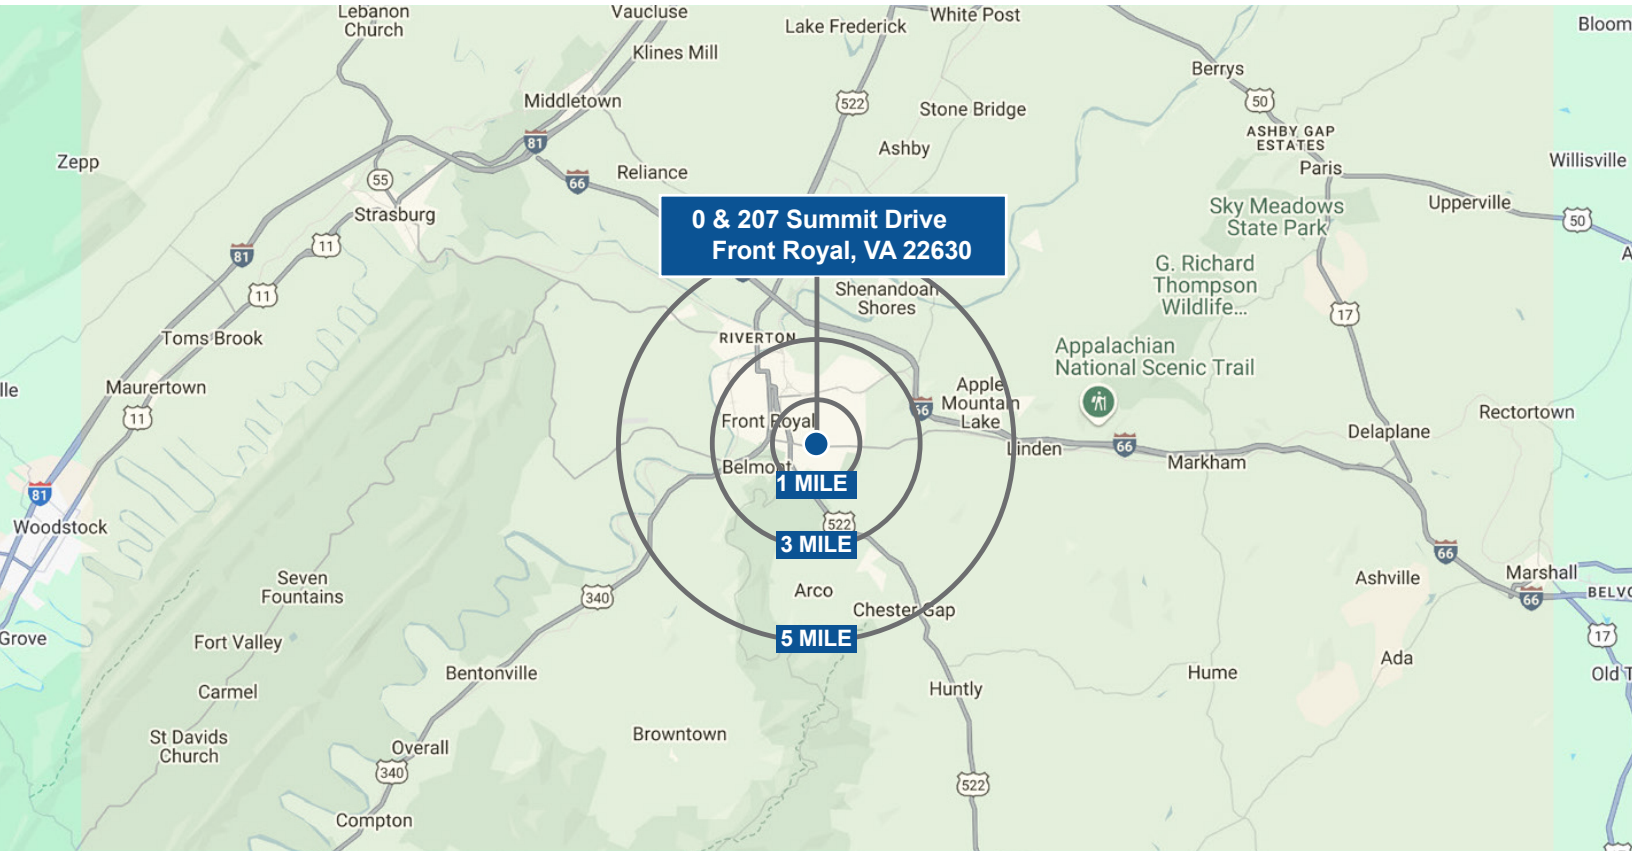 Lebanon
Church
Vaucluse
Lake Frederick
White Post
Bloom
Klines Mill
Berrys
Middletown
522
Stone Bridge
50
81
Ashby
ASHBY GAP
ESTATES
Zepp
Reliance
Paris
Willisville
55
66
Strasburg
Sky Meadows
State Park
Upperville
50
0 & 207 Summit Drive
Front Royal, VA 22630
11
81
G. Richard
Thompson
Wildlife...
11
Shenandoah
Shores
17
Toms Brook
RIVERTON
Appalachian
National Scenic Trail
lle
Maurertown
Apple
Mountain
Lake
66
11
Front Royal
Rectortown
Delaplane
Linden
66
Markham
Belmont
81
1 MILE
Woodstock
522
3 MILE
66
Seven
Fountains
Arco
Ashville
Marshall
340
Chester Gap
66
BELVO
Grove
Fort Valley
5 MILE
17
Ada
Bentonville
Hume
Old T
Carmel
Huntly
St Davids
Church
Browntown
Overall
340
522
Compton